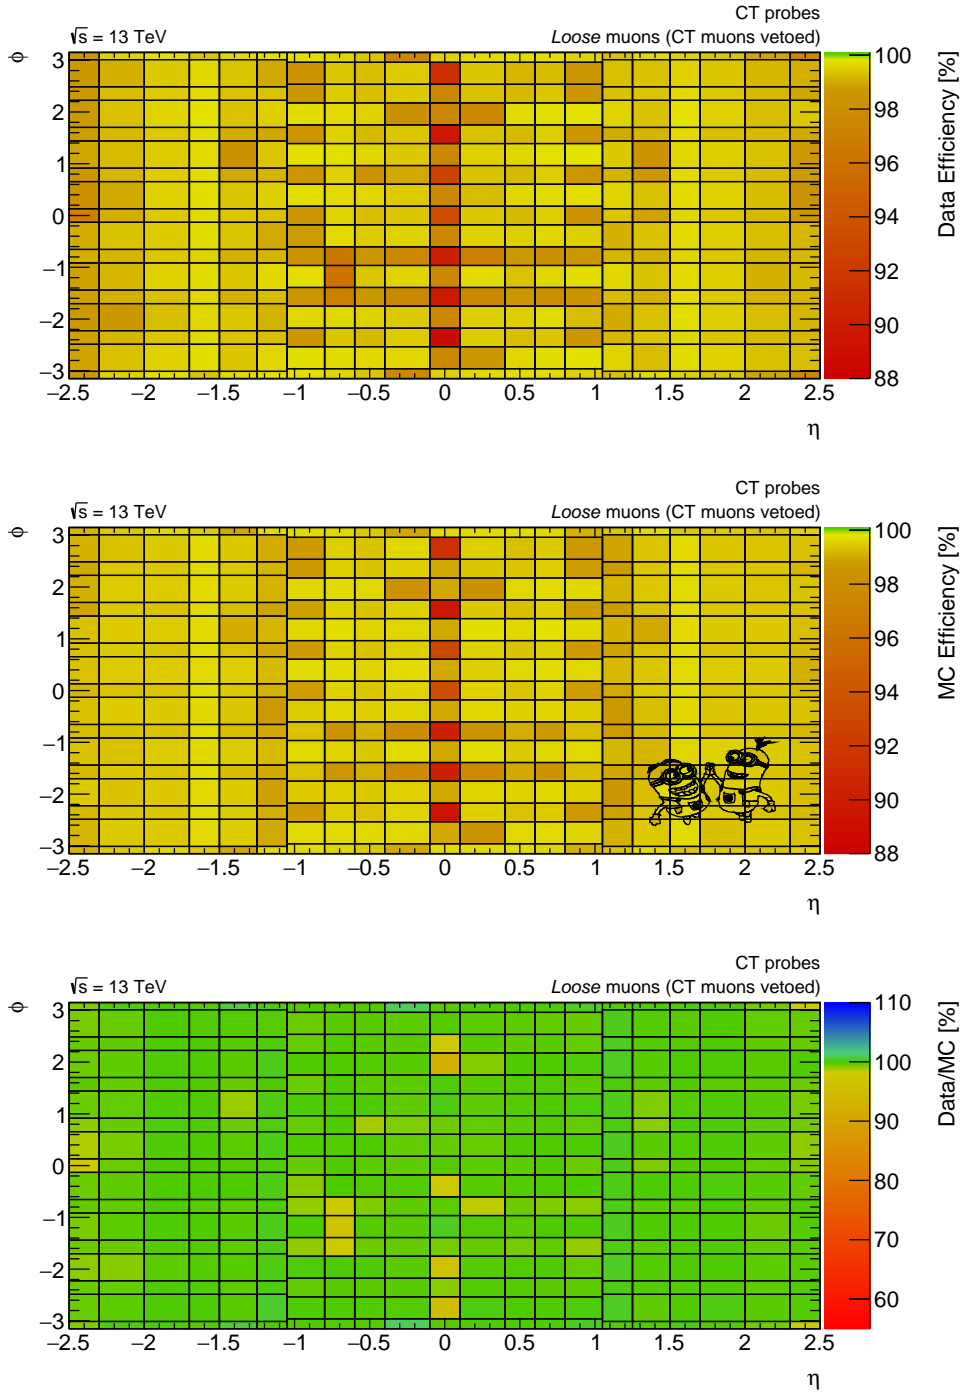 CT probes
√s = 13 TeV
Loose muons (CT muons vetoed)
φ
3
2
1
0
−1
−2
−3
−2.5 −2 −1.5 −1 −0.5 0 0.5 1 1.5 2 2.5
η
100
98
96
94
92
90
88
Data Efficiency [%]
CT probes
√s = 13 TeV
Loose muons (CT muons vetoed)
φ
3
2
1
0
−1
−2
−3
−2.5 −2 −1.5 −1 −0.5 0 0.5 1 1.5 2 2.5
η
100
98
96
94
92
90
88
MC Efficiency [%]
CT probes
√s = 13 TeV
Loose muons (CT muons vetoed)
φ
3
2
1
0
−1
−2
−3
−2.5 −2 −1.5 −1 −0.5 0 0.5 1 1.5 2 2.5
η
110
100
90
80
70
60
Data/MC [%]